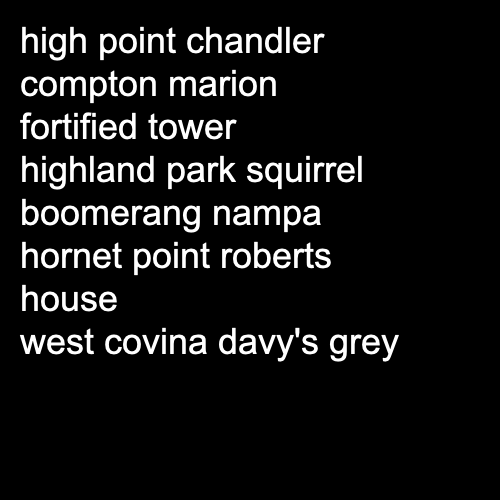 high point chandler
compton marion
fortified tower
highland park squirrel
boomerang nampa
hornet point roberts
house
west covina davy's grey